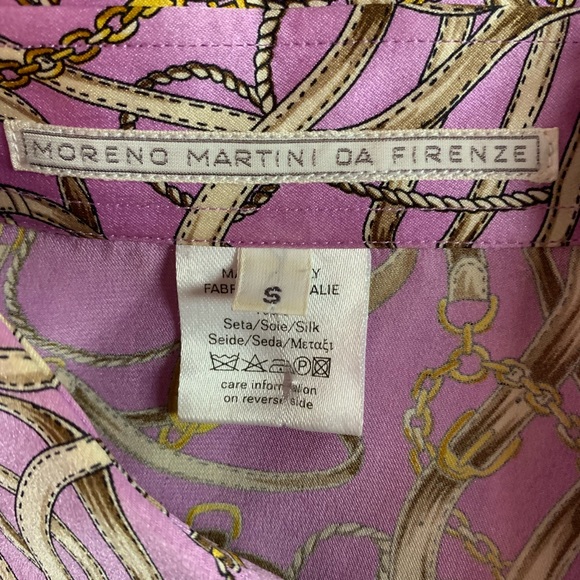 MORENO MARTINI DA FIRENZE
S
Seta/Soie/Silk
Seide/Seda/Μεταξι
P
care information
on reverse side